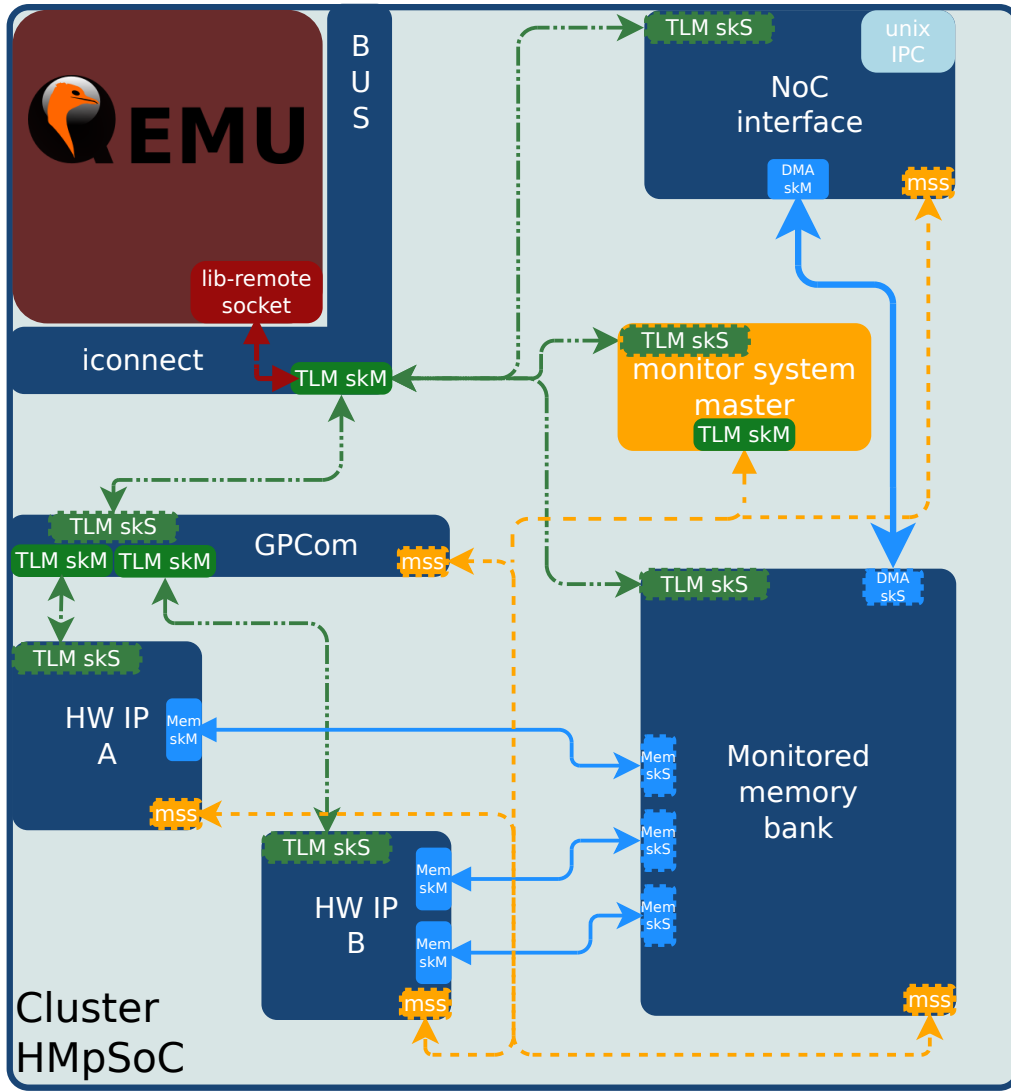 B
U
S
TLM skS
unix
IPC
NoC
interface
QEMU
DMA
skM
mss
lib-remote
socket
iconnect
TLM skM
TLM skS
monitor system
master
TLM skM
TLM skS
GPCom
TLM skM
TLM skM
mss
TLM skS
DMA
skS
TLM skS
HW IP
A
Mem
skM
mss
Mem
skS
Monitored
memory
bank
Mem
skS
Mem
skS
TLM skS
HW IP
B
Mem
skM
Mem
skM
mss
mss
Cluster
HMpSoC